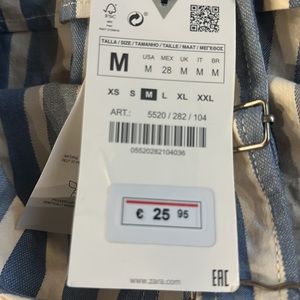 FSC
TALLA / SIZE / TAMANHO / TAILLE / MAAT / ΜΕΓΕΘΟΣ
M
USA MEX UK IT BR
M 28 M M M
XS S M L XL XXL
ART.: 5520 / 282 / 104
05520282104036
€ 25 95
www.zara.com
EAC